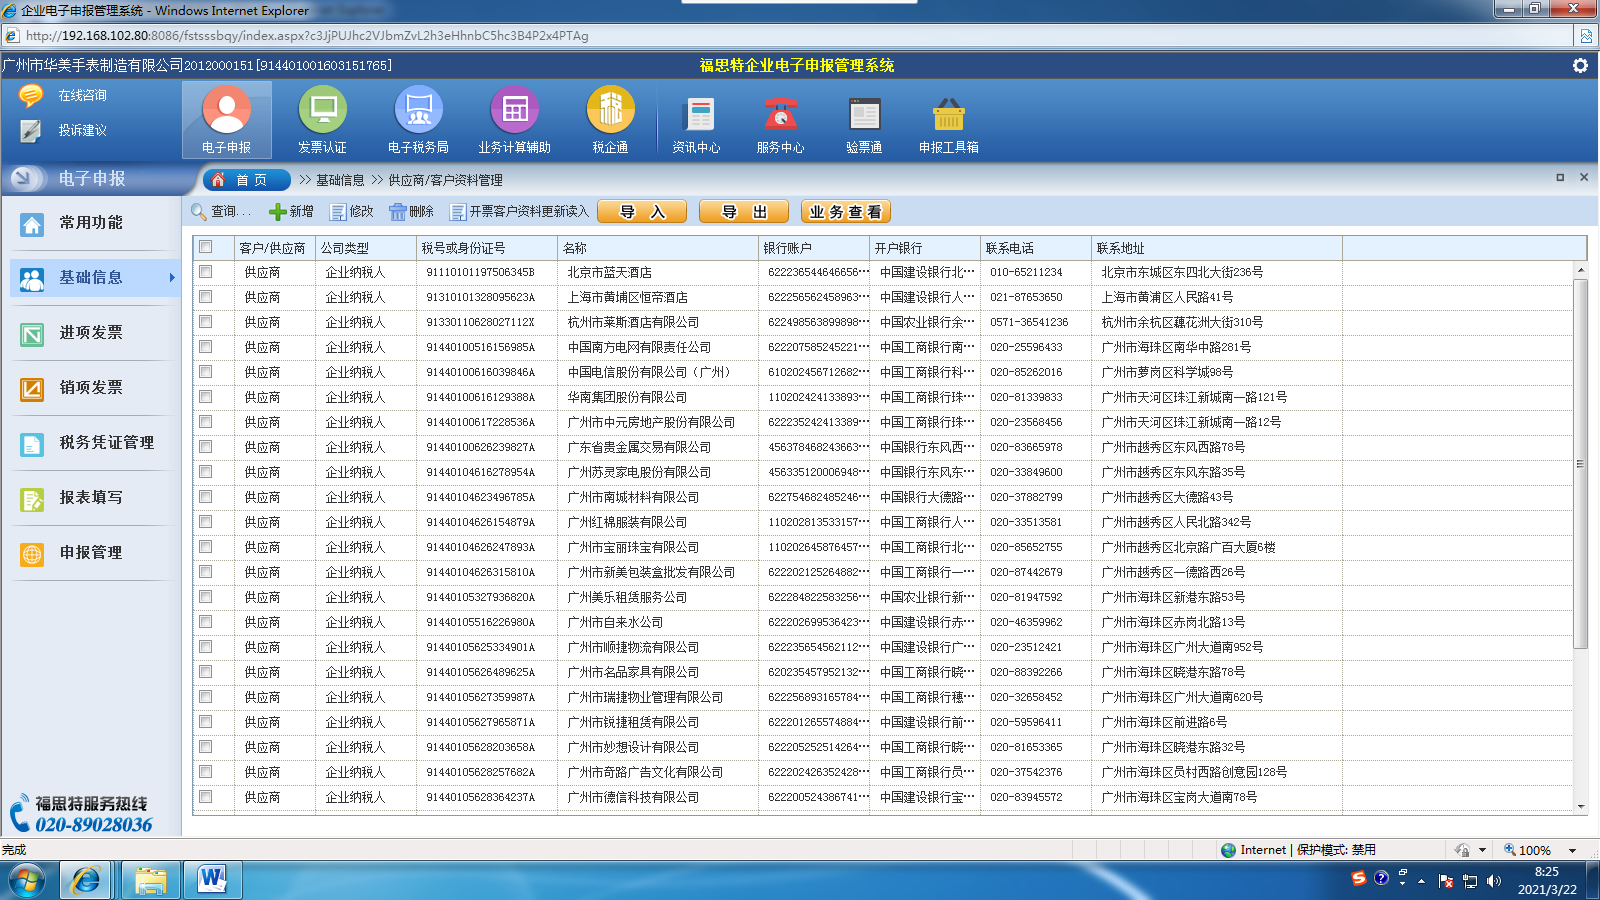 企业电子申报管理系统 - Windows Internet Explorer
http://192.168.102.80:8086/fstsssbqy/index.aspx?c3JjPUJhc2VJbmZvL2h3eHhnbC5hc3B4P2x4PTAg
广州市华美手表制造有限公司2012000151[914401001603151765]
福思特企业电子申报管理系统
在线咨询
投诉建议
电子申报 发票认证 电子税务局 业务计算辅助 税企通 资讯中心 服务中心 验票通 申报工具箱
电子申报
首 页 >> 基础信息 >> 供应商/客户资料管理
查询... 新增 修改 删除 开票客户资料更新读入 导 入 导 出 业务查看
常用功能
基础信息
进项发票
销项发票
税务凭证管理
报表填写
申报管理
福思特服务热线
020-89028036
客户/供应商 公司类型 税号或身份证号 名称 银行账户 开户银行 联系电话 联系地址
供应商 企业纳税人 91110101197506345B 北京市蓝天酒店 622236544646656··· 中国建设银行北··· 010-65211234 北京市东城区东四北大街236号
供应商 企业纳税人 91310101328095623A 上海市黄埔区恒帝酒店 622256562458963··· 中国建设银行人··· 021-87653650 上海市黄浦区人民路41号
供应商 企业纳税人 91330110628027112X 杭州市莱斯酒店有限公司 622498563899898··· 中国农业银行余··· 0571-36541236 杭州市余杭区藕花洲大街310号
供应商 企业纳税人 91440100516156985A 中国南方电网有限责任公司 622207585245221··· 中国工商银行南··· 020-25596433 广州市海珠区南华中路281号
供应商 企业纳税人 91440100616039846A 中国电信股份有限公司（广州） 610202456712682··· 中国工商银行科··· 020-85262016 广州市萝岗区科学城98号
供应商 企业纳税人 91440100616129388A 华南集团股份有限公司 110202424133893··· 中国工商银行珠··· 020-81339833 广州市天河区珠江新城南一路121号
供应商 企业纳税人 91440100617228536A 广州市中元房地产股份有限公司 622235242413389··· 中国工商银行珠··· 020-23568456 广州市天河区珠江新城南一路12号
供应商 企业纳税人 91440100626239827A 广东省贵金属交易有限公司 456378468243663··· 中国银行东风西··· 020-83665978 广州市越秀区东风西路78号
供应商 企业纳税人 91440104616278954A 广州苏灵家电股份有限公司 456335120006948··· 中国银行东风东··· 020-33849600 广州市越秀区东风东路35号
供应商 企业纳税人 91440104623496785A 广州市南城材料有限公司 622754682485246··· 中国银行大德路··· 020-37882799 广州市越秀区大德路43号
供应商 企业纳税人 91440104626154879A 广州红棉服装有限公司 110202813533157··· 中国工商银行人··· 020-33513581 广州市越秀区人民北路342号
供应商 企业纳税人 91440104626247893A 广州市宝丽珠宝有限公司 110202645876457··· 中国工商银行北··· 020-85652755 广州市越秀区北京路广百大厦6楼
供应商 企业纳税人 91440104626315810A 广州市新美包装盒批发有限公司 622202125264882··· 中国工商银行一··· 020-87442679 广州市越秀区一德路西26号
供应商 企业纳税人 91440105327936820A 广州美乐租赁服务公司 622284822583256··· 中国农业银行新··· 020-81947592 广州市海珠区新港东路53号
供应商 企业纳税人 91440105516226980A 广州市自来水公司 622202699536423··· 中国建设银行赤··· 020-46359962 广州市海珠区赤岗北路13号
供应商 企业纳税人 91440105625334901A 广州市顺捷物流有限公司 622235654562112··· 中国建设银行广··· 020-23512421 广州市海珠区广州大道南952号
供应商 企业纳税人 91440105626489625A 广州市名品家具有限公司 620235457952132··· 中国工商银行晓··· 020-88392266 广州市海珠区晓港东路78号
供应商 企业纳税人 91440105627359987A 广州市瑞捷物业管理有限公司 622256893165784··· 中国工商银行穗··· 020-32658452 广州市海珠区广州大道南620号
供应商 企业纳税人 91440105627965871A 广州市锐捷租赁有限公司 622201265574884··· 中国建设银行前··· 020-59596411 广州市海珠区前进路6号
供应商 企业纳税人 91440105628203658A 广州市妙想设计有限公司 622205252514264··· 中国工商银行晓··· 020-81653365 广州市海珠区晓港东路32号
供应商 企业纳税人 91440105628257682A 广州市奇路广告文化有限公司 622202426352428··· 中国工商银行员··· 020-37542376 广州市海珠区员村西路创意园128号
供应商 企业纳税人 91440105628364237A 广州市德信科技有限公司 622200524386741··· 中国建设银行宝··· 020-83945572 广州市海珠区宝岗大道南78号
完成
Internet | 保护模式: 禁用
100%
8:25
2021/3/22